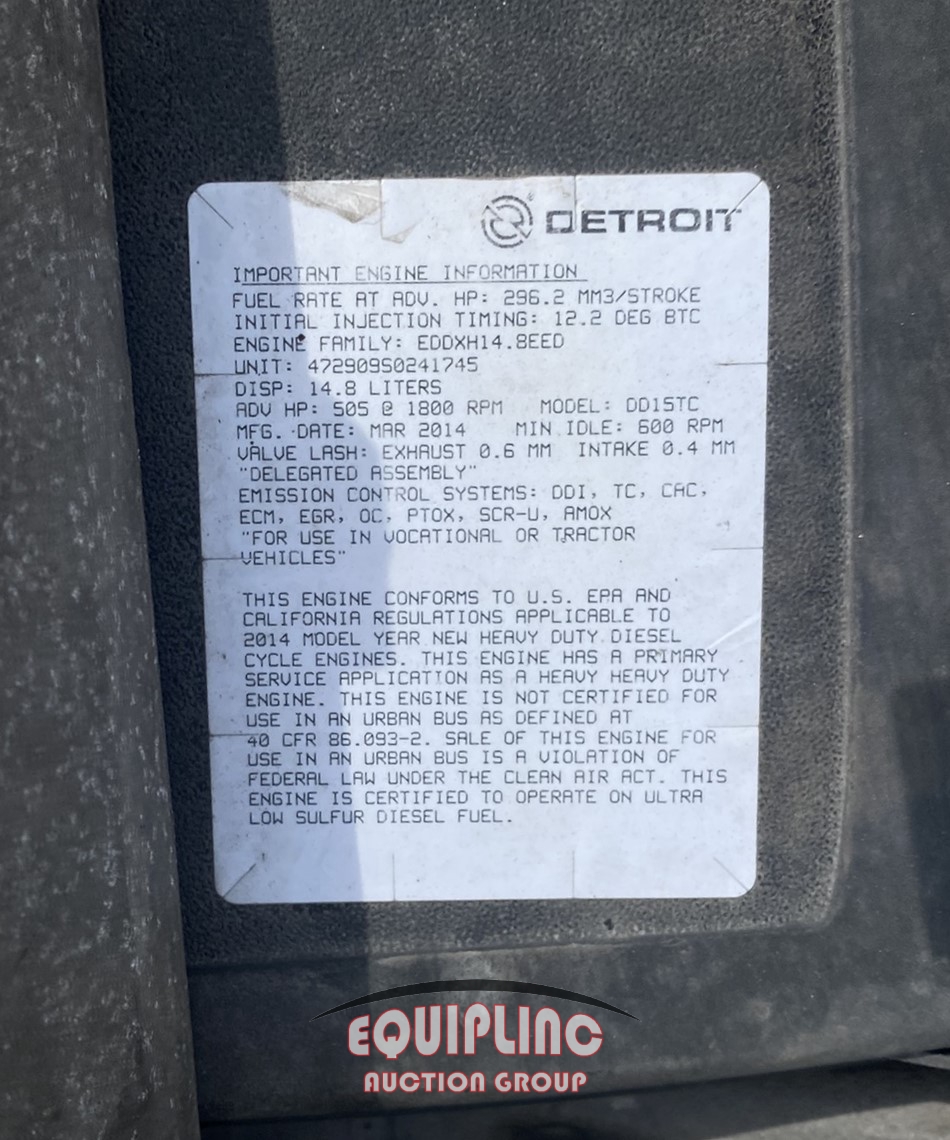 DETROIT
IMPORTANT ENGINE INFORMATION
FUEL RATE AT ADV. HP: 296.2 MM3/STROKE
INITIAL INJECTION TIMING: 12.2 DEG BTC
ENGINE FAMILY: EDDXH14.8EED
UNIT: 472909S0241745
DISP: 14.8 LITERS
ADV HP: 505 @ 1800 RPM MODEL: DD15TC
MFG. DATE: MAR 2014 MIN IDLE: 600 RPM
VALVE LASH: EXHAUST 0.6 MM INTAKE 0.4 MM
"DELEGATED ASSEMBLY"
EMISSION CONTROL SYSTEMS: DDI, TC, CAC,
ECM, EGR, OC, PTOX, SCR-U, AMOX
"FOR USE IN VOCATIONAL OR TRACTOR
VEHICLES"
THIS ENGINE CONFORMS TO U.S. EPA AND
CALIFORNIA REGULATIONS APPLICABLE TO
2014 MODEL YEAR NEW HEAVY DUTY DIESEL
CYCLE ENGINES. THIS ENGINE HAS A PRIMARY
SERVICE APPLICATION AS A HEAVY HEAVY DUTY
ENGINE. THIS ENGINE IS NOT CERTIFIED FOR
USE IN AN URBAN BUS AS DEFINED AT
40 CFR 86.093-2. SALE OF THIS ENGINE FOR
USE IN AN URBAN BUS IS A VIOLATION OF
FEDERAL LAW UNDER THE CLEAN AIR ACT. THIS
ENGINE IS CERTIFIED TO OPERATE ON ULTRA
LOW SULFUR DIESEL FUEL.
EQUIPLINC
AUCTION GROUP